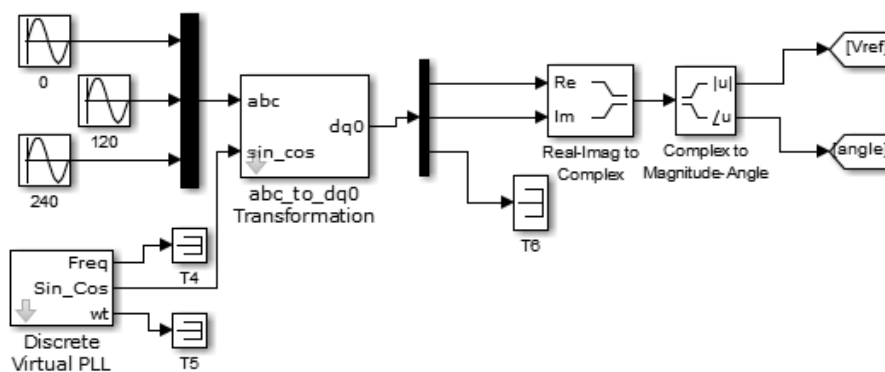 0
120
240
abc
sin_cos
dq0
abc_to_dq0
Transformation
Freq
Sin_Cos
wt
Discrete
Virtual PLL
T4
T5
T6
Re
Im
Real-Imag to
Complex
|u|
∠u
Complex to
Magnitude-Angle
[Vref]
[angle]